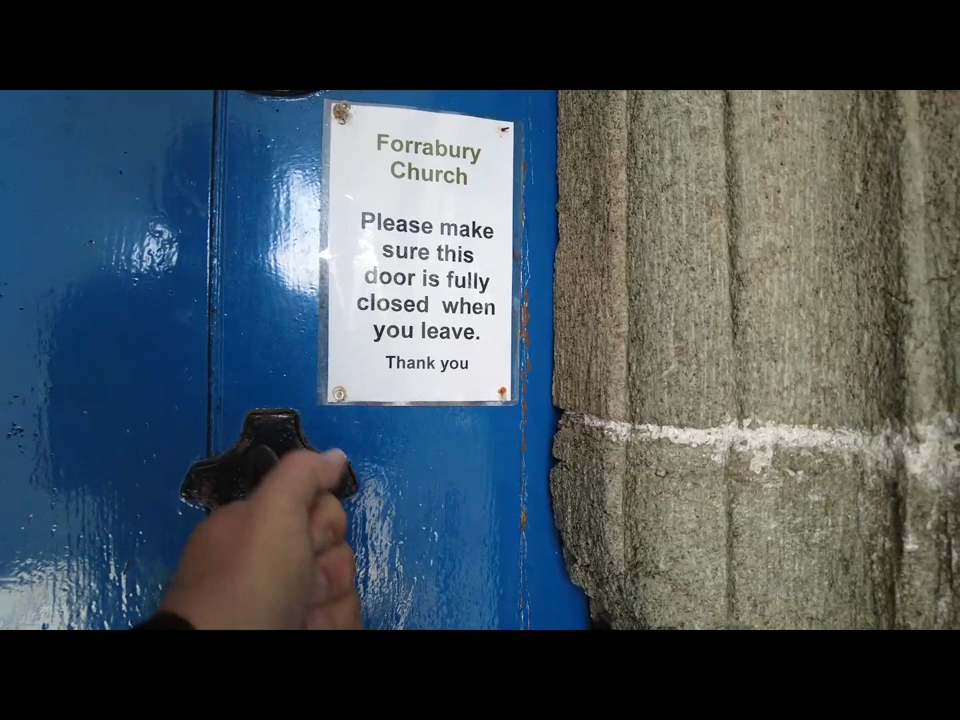 Forrabury
Church
Please make
sure this
door is fully
closed when
you leave.
Thank you